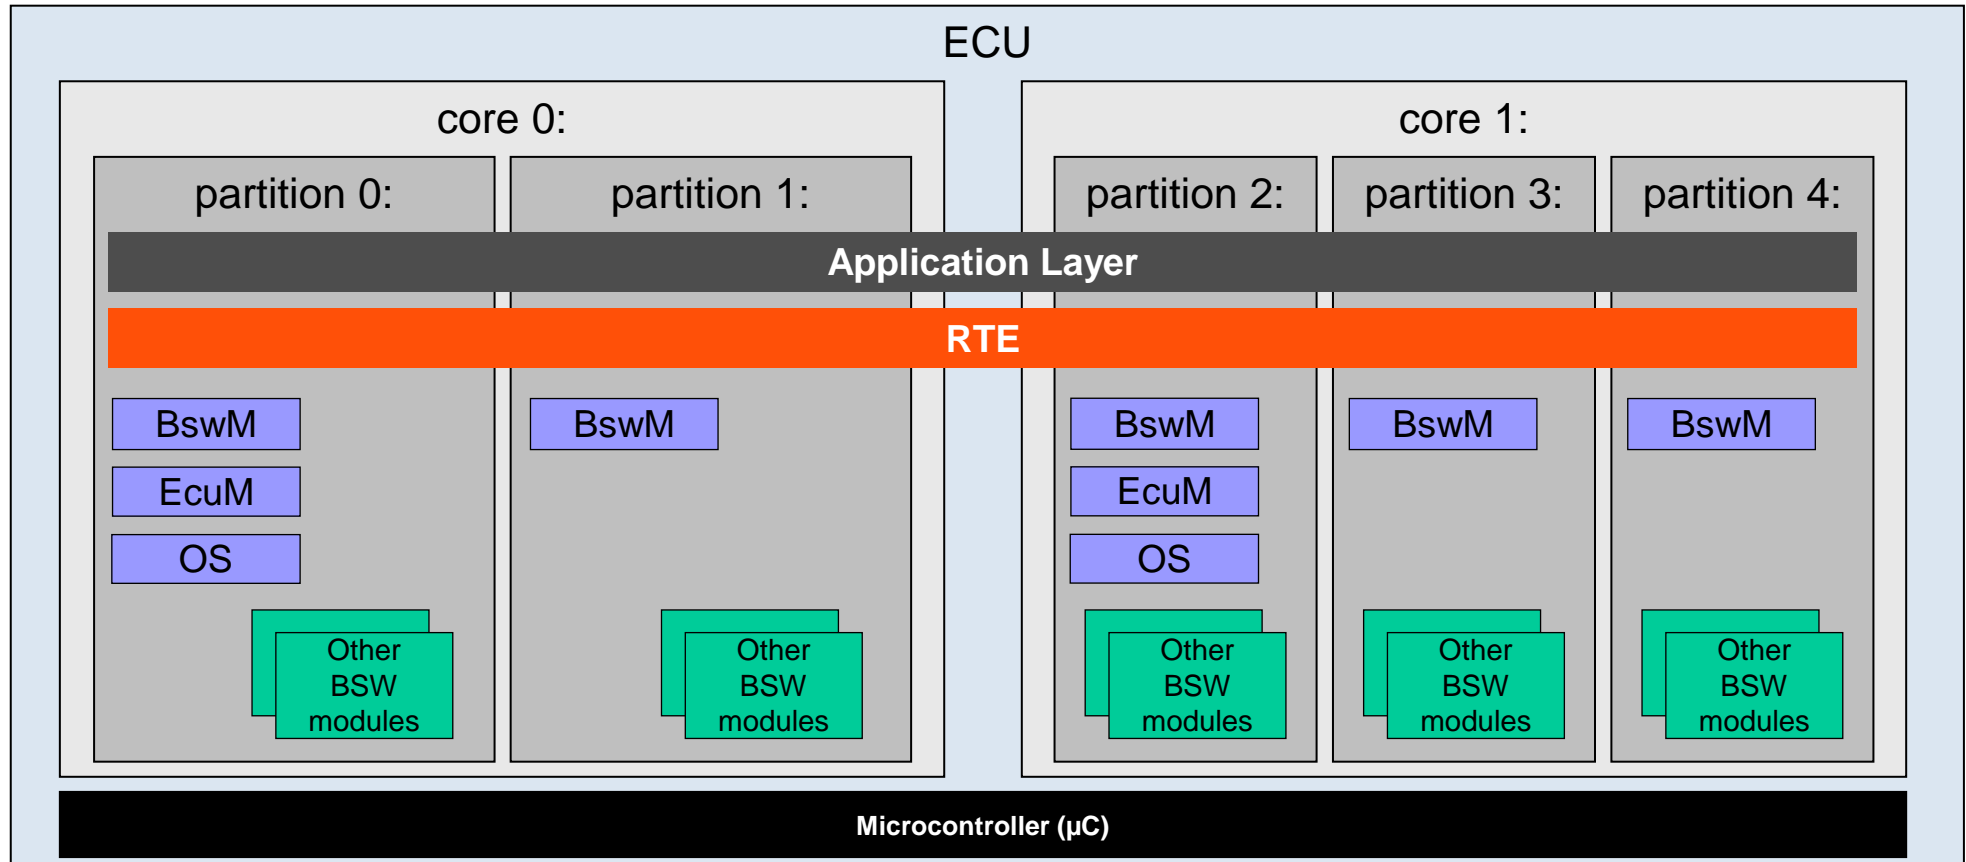 ECU
core 0:
core 1:
partition 0:
partition 1:
partition 2:
partition 3:
partition 4:
Application Layer
RTE
BswM
BswM
BswM
BswM
BswM
EcuM
EcuM
OS
OS
Other
BSW
modules
Other
BSW
modules
Other
BSW
modules
Other
BSW
modules
Other
BSW
modules
Microcontroller (µC)